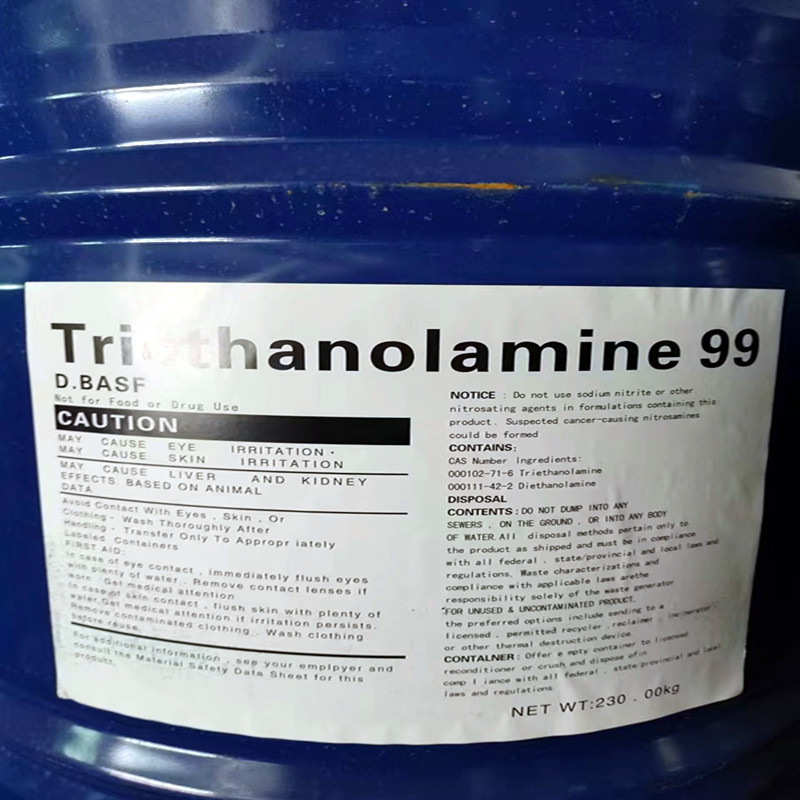 Triethanolamine 99
D.BASF
Not for Food or Drug Use
CAUTION
MAY CAUSE EYE IRRITATION·
MAY CAUSE SKIN IRRITATION
MAY CAUSE LIVER AND KIDNEY
EFFECTS BASED ON ANIMAL
DATA
Avoid Contact With Eyes , Skin , Or
Clothing - Wash Thoroughly After
Handling - Transfer Only To Appropr iately
Labeled Containers
FIRST AID:
In case of eye contact , immediately flush eyes
with plenty of water . Remove contact lenses if
worn . Get medical attention
In case of skin contact , flush skin with plenty of
water.Get medical attention if irritation persists.
Remove contaminated clothing . Wash clothing
before reuse.
For additional information , see your emplpyer and
consult the Material Safety Data Sheet for this
product.
NOTICE : Do not use sodium nitrite or other
nitrosating agents in formulations containing this
product. Suspected cancer-causing nitrosamines
could be formed
CONTAINS:
CAS Number Ingredients:
000102-71-6 Triethanolamine
000111-42-2 Diethanolamine
DISPOSAL
CONTENTS:DO NOT DUMP INTO ANY
SEWERS , ON THE GROUND , OR INTO ANY BODY
OF WATER.All disposal methods pertain only to
the product as shipped and must be in compliance
with all federal , state/provincial and local laws and
regulations. Waste characterizations and
compliance with applicable laws arethe
responsibility solely of the waste generator
FOR UNUSED & UNCONTAMINATED PRODUCT.
the preferred options include sending to a
licensed , permitted recycler , reclaimer , incinerator
or other thermal destruction device
CONTALNER: Offer e mpty container to licensed
reconditioner or crush and dispose ofin
comp l iance with all federal , state/provincial and local
laws and regulations
NET WT:230 . 00kg